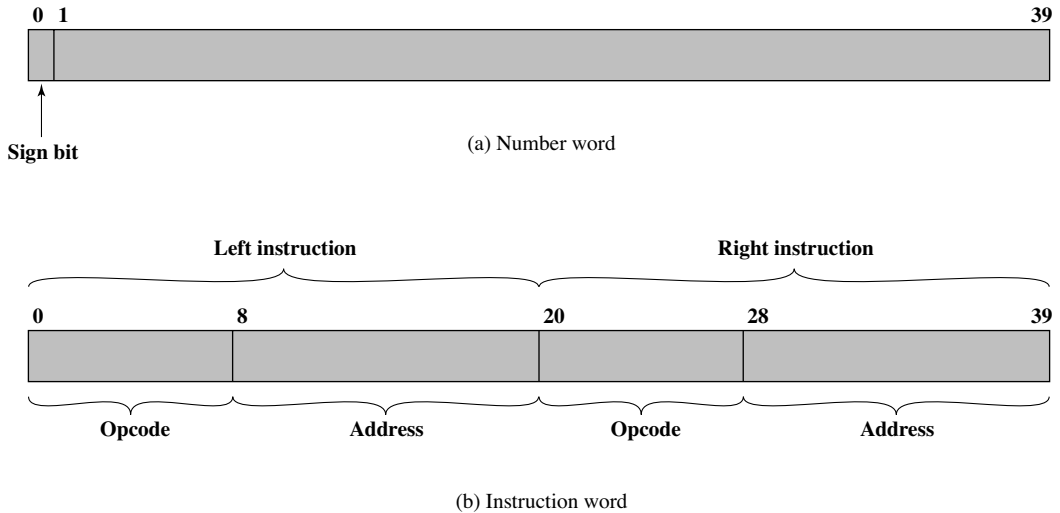 0 1 39
Sign bit
(a) Number word
Left instruction Right instruction
0 8 20 28 39
Opcode Address Opcode Address
(b) Instruction word